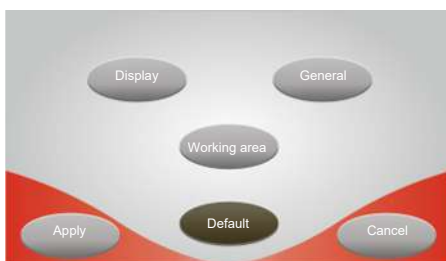 Display
General
Working area
Default
Apply
Cancel